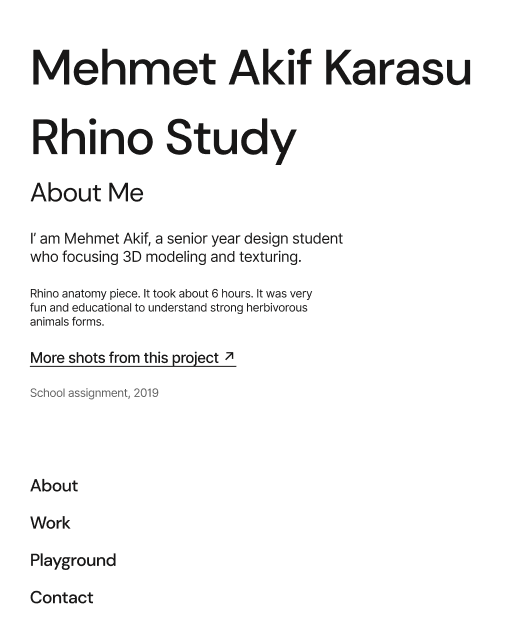 Mehmet Akif Karasu
Rhino Study
About Me
I’ am Mehmet Akif, a senior year design student
who focusing 3D modeling and texturing.
Rhino anatomy piece. It took about 6 hours. It was very
fun and educational to understand strong herbivorous
animals forms.
More shots from this project ↗
School assignment, 2019
About
Work
Playground
Contact